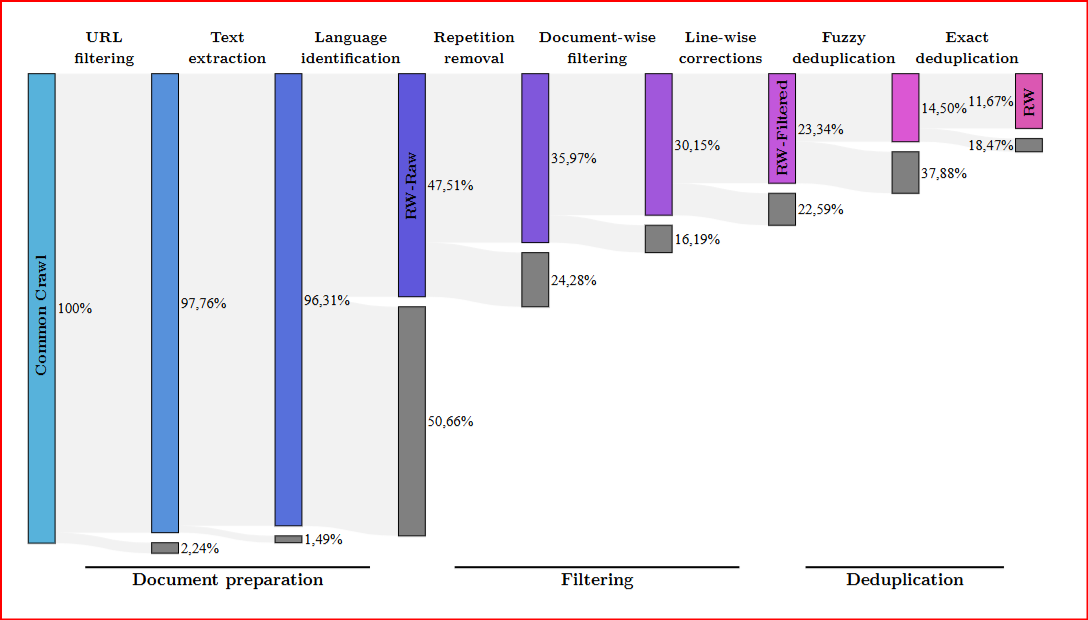 URL
filtering
Text
extraction
Language
identification
Repetition
removal
Document-wise
filtering
Line-wise
corrections
Fuzzy
deduplication
Exact
deduplication
Common Crawl
100%
97,76%
2,24%
96,31%
1,49%
RW-Raw
47,51%
50,66%
35,97%
24,28%
30,15%
16,19%
RW-Filtered
23,34%
22,59%
14,50%
37,88%
11,67%
RW
18,47%
Document preparation
Filtering
Deduplication